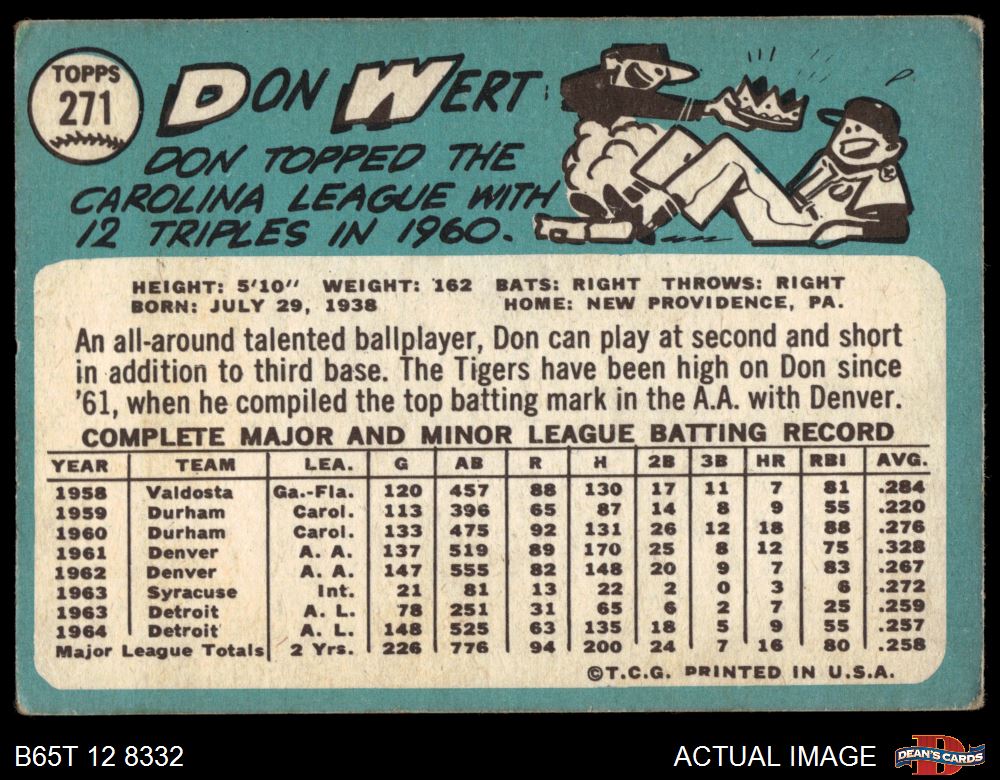 TOPPS
271
DON WERT
DON TOPPED THE
CAROLINA LEAGUE WITH
12 TRIPLES IN 1960.
HEIGHT: 5'10" WEIGHT: 162 BATS: RIGHT THROWS: RIGHT
BORN: JULY 29, 1938 HOME: NEW PROVIDENCE, PA.
An all-around talented ballplayer, Don can play at second and short
in addition to third base. The Tigers have been high on Don since
'61, when he compiled the top batting mark in the A.A. with Denver.
COMPLETE MAJOR AND MINOR LEAGUE BATTING RECORD
YEAR TEAM LEA. G AB R H 2B 3B HR RBI AVG.
1958 Valdosta Ga.-Fla. 120 457 88 130 17 11 7 81 .284
1959 Durham Carol. 113 396 65 87 14 8 9 55 .220
1960 Durham Carol. 133 475 92 131 26 12 18 88 .276
1961 Denver A. A. 137 519 89 170 25 8 12 75 .328
1962 Denver A. A. 147 555 82 148 20 9 7 83 .267
1963 Syracuse Int. 21 81 13 22 2 0 3 6 .272
1963 Detroit A. L. 78 251 31 65 6 2 7 25 .259
1964 Detroit A. L. 148 525 63 135 18 5 9 55 .257
Major League Totals 2 Yrs. 226 776 94 200 24 7 16 80 .258
©T.C.G. PRINTED IN U.S.A.
B65T 12 8332 ACTUAL IMAGE
D
DEAN'S CARDS